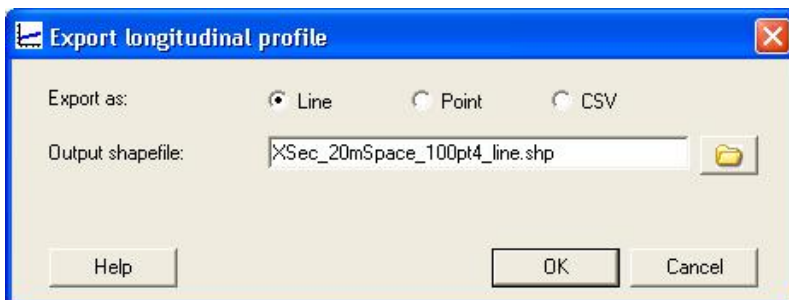 Export longitudinal profile
Export as: Line Point CSV
Output shapefile: XSec_20mSpace_100pt4_line.shp
Help OK Cancel